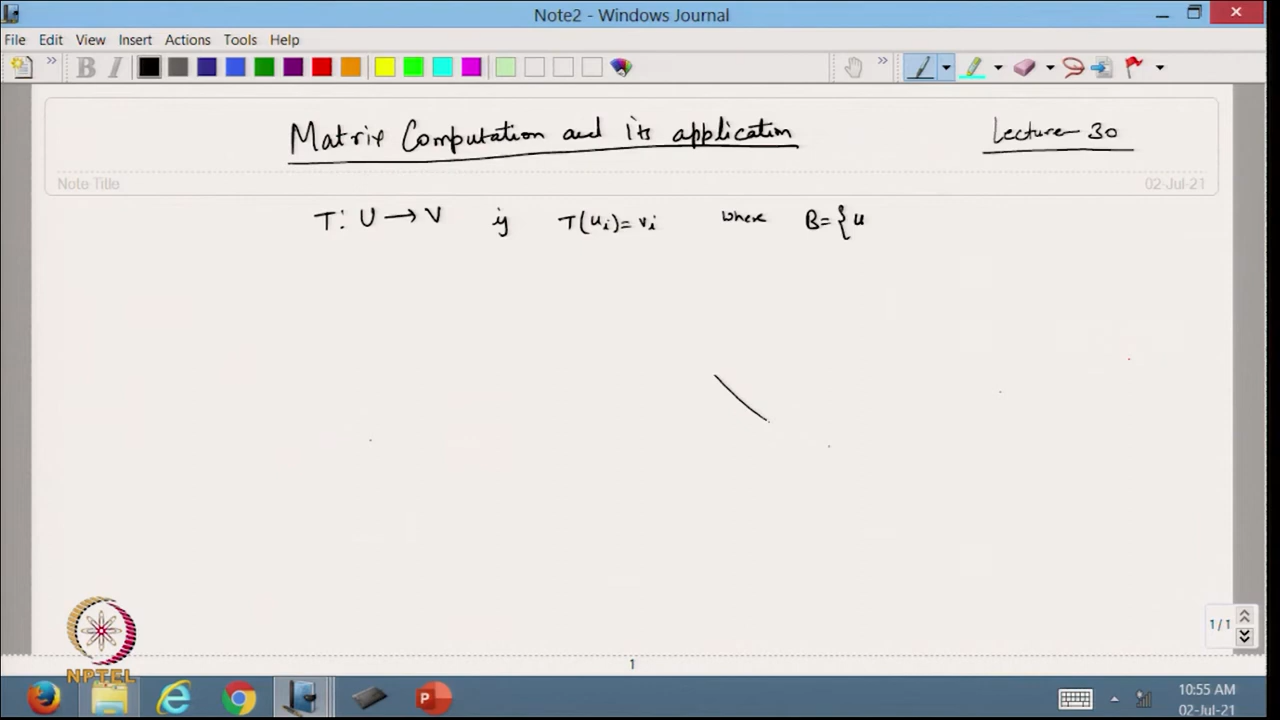 Note2 - Windows Journal
File Edit View Insert Actions Tools Help
B I
Matrix Computation and its application
Lecture-30
Note Title
02-Jul-21
T: U → V if T(ui)=vi where B={u
1/1
NPTEL
1
10:55 AM
02-Jul-21